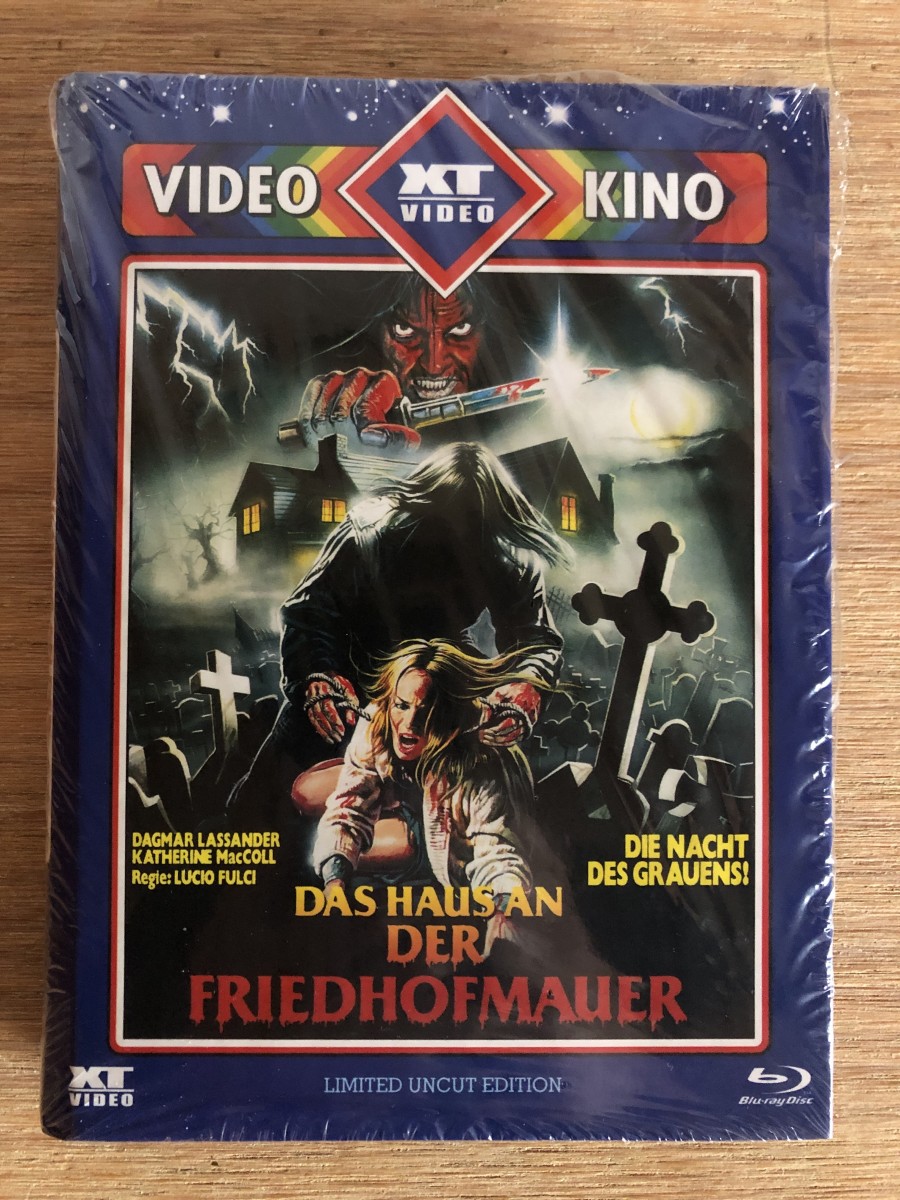 VIDEO XT VIDEO KINO
DAGMAR LASSANDER
KATHERINE MacCOLL
Regie: LUCIO FULCI
DIE NACHT
DES GRAUENS!
DAS HAUS AN
DER
FRIEDHOFMAUER
XT
VIDEO
LIMITED UNCUT EDITION
Blu-ray Disc